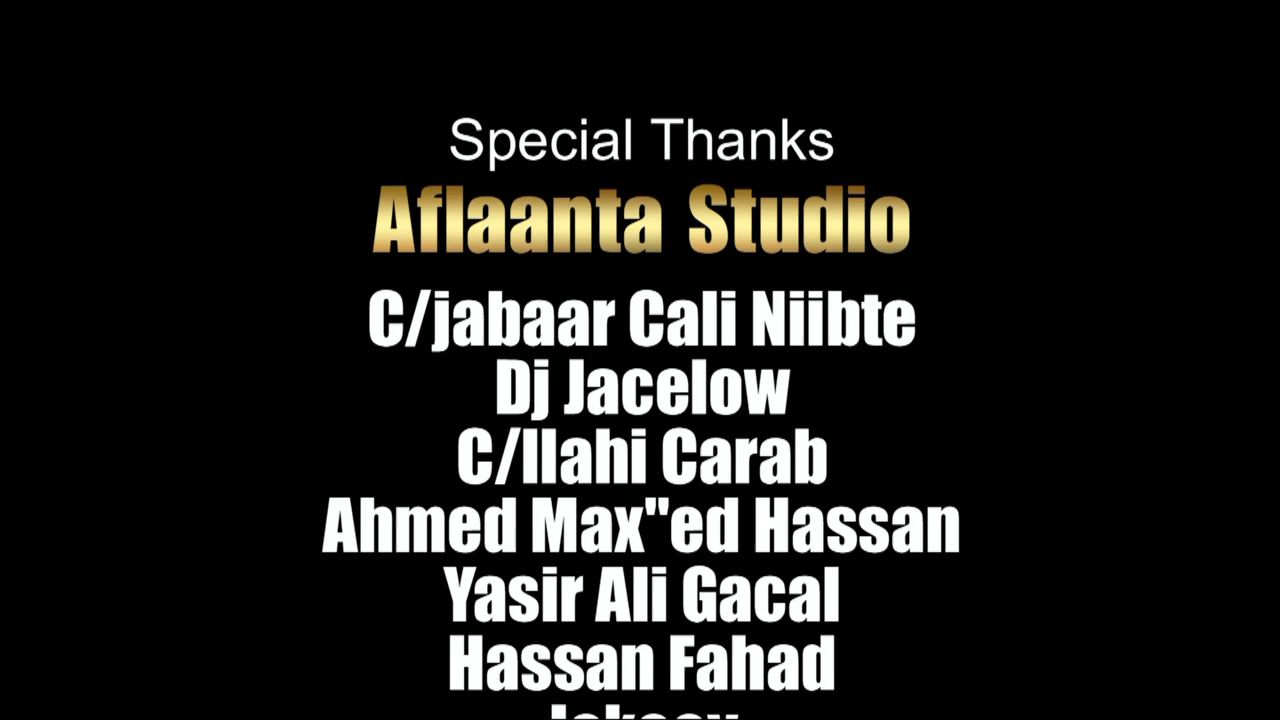 Special Thanks
Aflaanta Studio
C/jabaar Cali Niibte
Dj Jacelow
C/llahi Carab
Ahmed Max"ed Hassan
Yasir Ali Gacal
Hassan Fahad